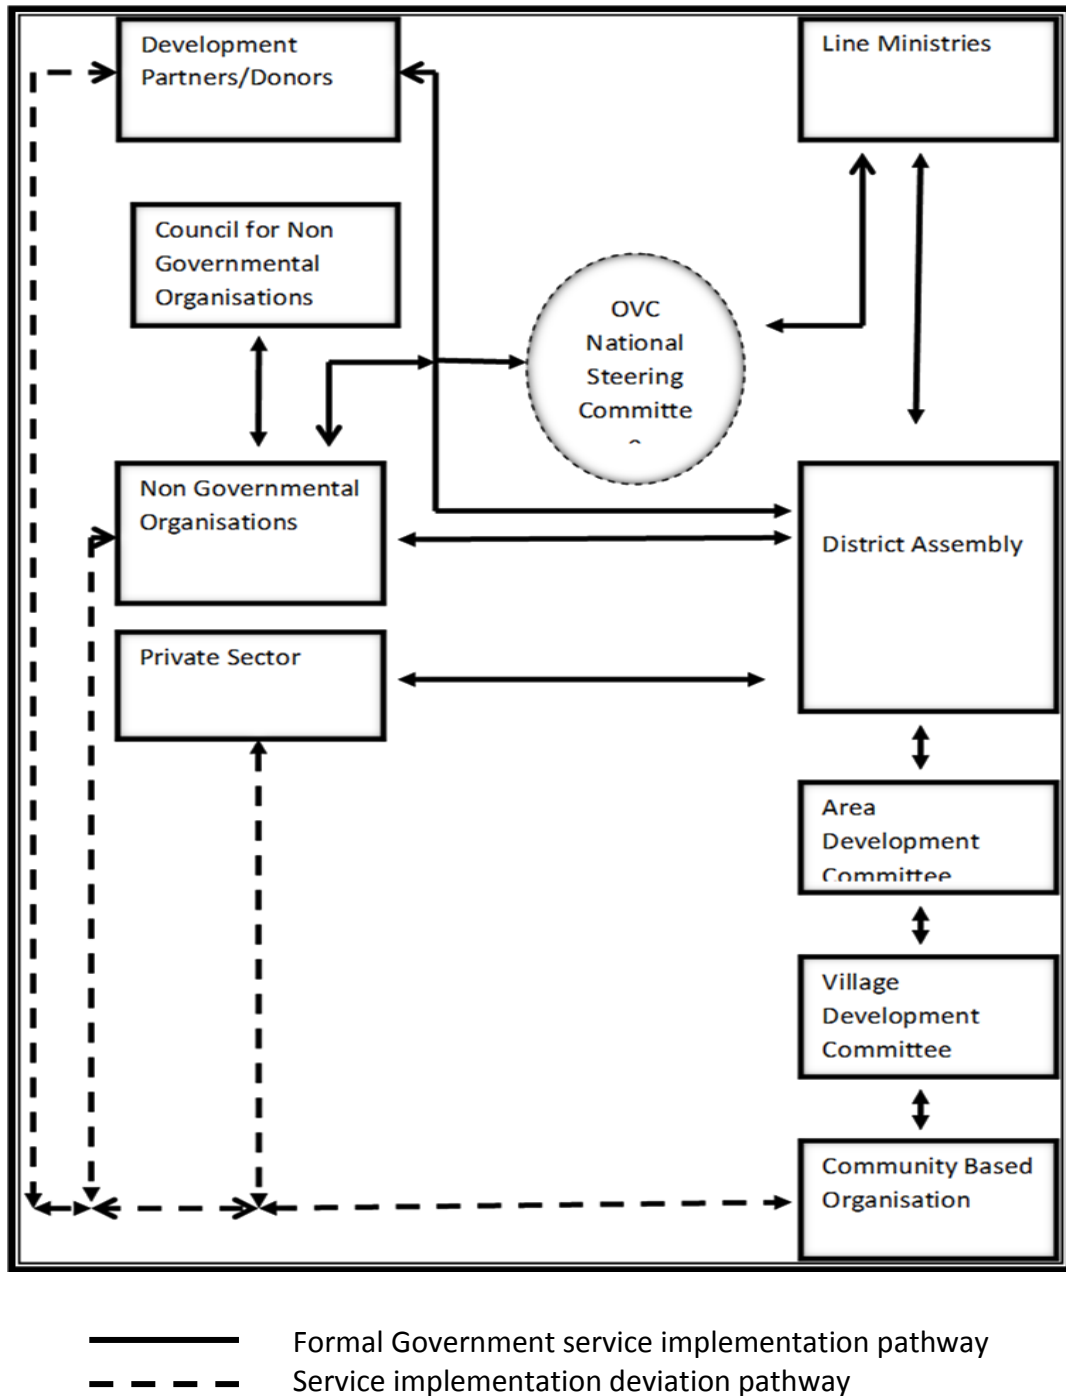 Development
Partners/Donors
Line Ministries
Council for Non
Governmental
Organisations
OVC
National
Steering
Committe
Non Governmental
Organisations
District Assembly
Private Sector
Area
Development
Committee
Village
Development
Committee
Community Based
Organisation
Formal Government service implementation pathway
Service implementation deviation pathway